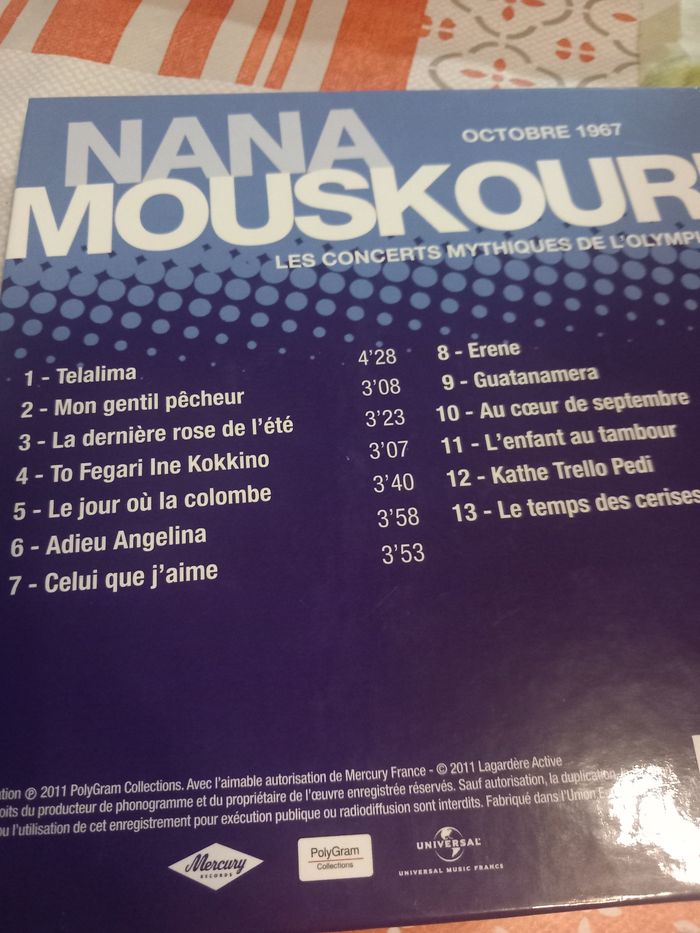 NANA
OCTOBRE 1967
MOUSKOURI
LES CONCERTS MYTHIQUES DE L'OLYMPI
1 - Telalima 4'28
2 - Mon gentil pêcheur 3'08
3 - La dernière rose de l'été 3'23
4 - To Fegari Ine Kokkino 3'07
5 - Le jour où la colombe 3'40
6 - Adieu Angelina 3'58
7 - Celui que j'aime 3'53
8 - Erene
9 - Guatanamera
10 - Au cœur de septembre
11 - L'enfant au tambour
12 - Kathe Trello Pedi
13 - Le temps des cerises
ation ℗ 2011 PolyGram Collections. Avec l'aimable autorisation de Mercury France - © 2011 Lagardère Active
oits du producteur de phonogramme et du propriétaire de l'œuvre enregistrée réservés. Sauf autorisation, la duplication,
ou l'utilisation de cet enregistrement pour exécution publique ou radiodiffusion sont interdits. Fabriqué dans l'Union E
Mercury
RECORDS
PolyGram
Collections
UNIVERSAL
UNIVERSAL MUSIC FRANCE